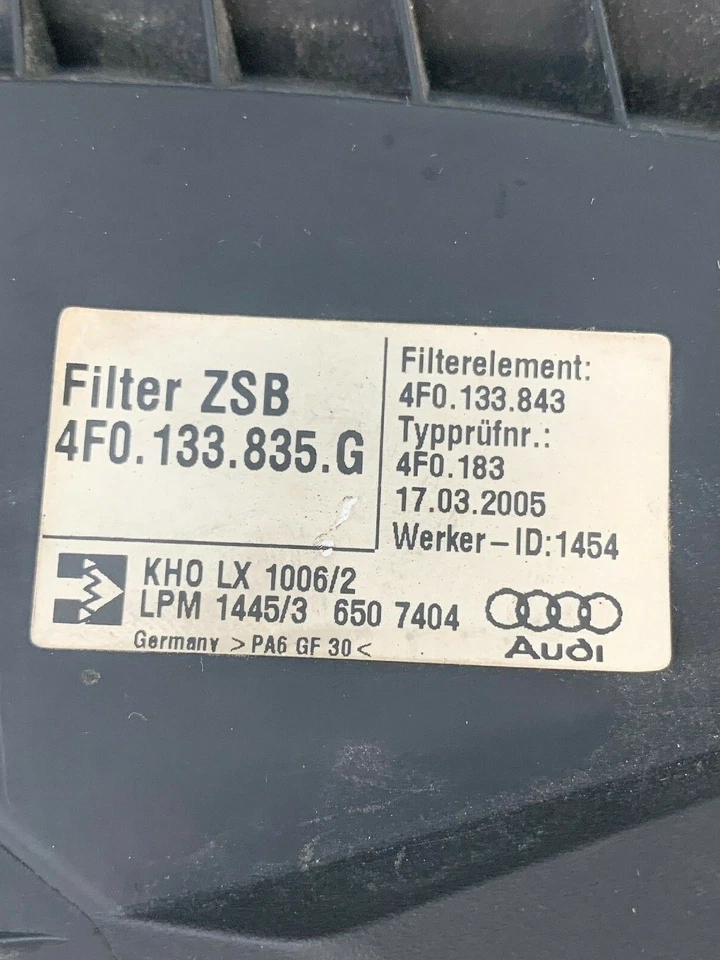 Filter ZSB
4F0.133.835.G
Filterelement:
4F0.133.843
Typprüfnr.:
4F0.183
17.03.2005
Werker-ID:1454
KHO LX 1006/2
LPM 1445/3 650 7404
Germany >PA6 GF 30<
Audi